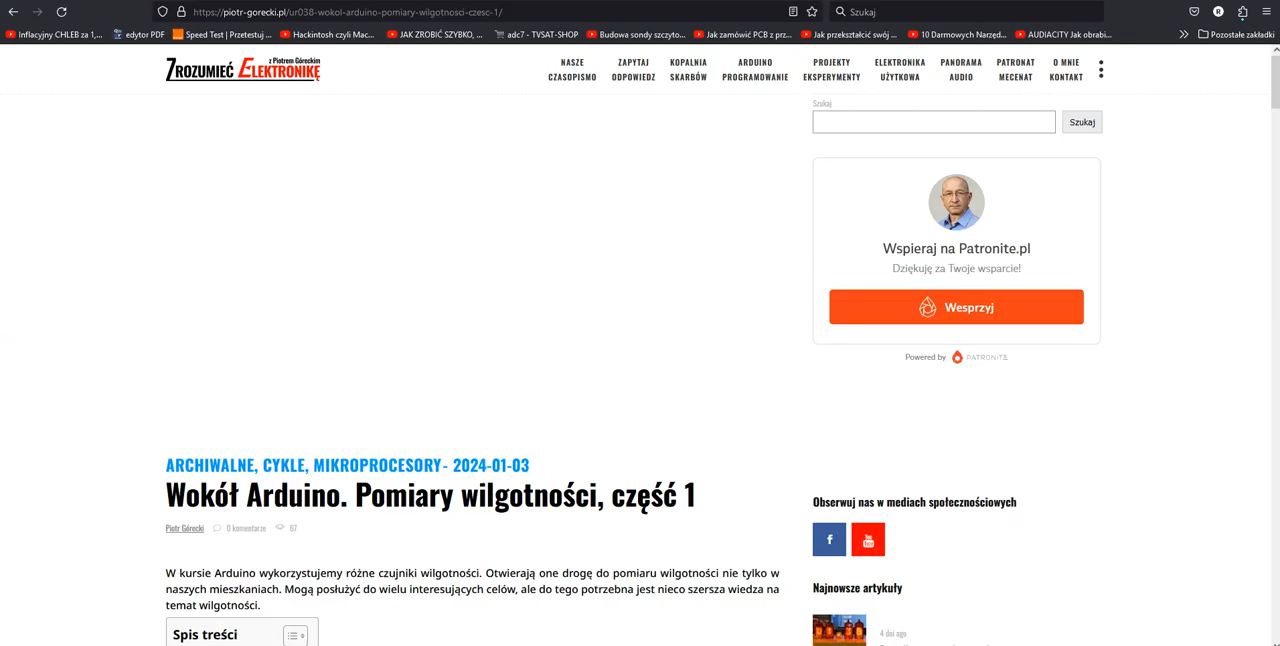 https://piotr-gorecki.pl/ur038-wokol-arduino-pomiary-wilgotnosci-czesc-1/
Szukaj
Inflacyjny CHLEB za 1,...
edytor PDF
Speed Test | Przetestuj ...
Hackintosh czyli Mac...
JAK ZROBIĆ SZYBKO, ...
adc7 - TVSAT-SHOP
Budowa sondy szczyto...
Jak zamówić PCB z prz...
Jak przekształcić swój ...
10 Darmowych Narzęd...
AUDIACITY Jak obrabi...
Pozostałe zakładki
z Piotrem Góreckim
ZROZUMIEĆ ELEKTRONIKĘ
NASZE CZASOPISMO
ZAPYTAJ ODPOWIEDZ
KOPALNIA SKARBÓW
ARDUINO PROGRAMOWANIE
PROJEKTY EKSPERYMENTY
ELEKTRONIKA UŻYTKOWA
PANORAMA AUDIO
PATRONAT MECENAT
O MNIE KONTAKT
Szukaj
Szukaj
Wspieraj na Patronite.pl
Dziękuję za Twoje wsparcie!
Wesprzyj
Powered by PATRONITE
ARCHIWALNE, CYKLE, MIKROPROCESORY- 2024-01-03
Wokół Arduino. Pomiary wilgotności, część 1
Piotr Górecki 0 komentarze 67
W kursie Arduino wykorzystujemy różne czujniki wilgotności. Otwierają one drogę do pomiaru wilgotności nie tylko w
naszych mieszkaniach. Mogą posłużyć do wielu interesujących celów, ale do tego potrzebna jest nieco szersza wiedza na
temat wilgotności.
Spis treści
Obserwuj nas w mediach społecznościowych
f
You Tube
Najnowsze artykuły
4 dni ago